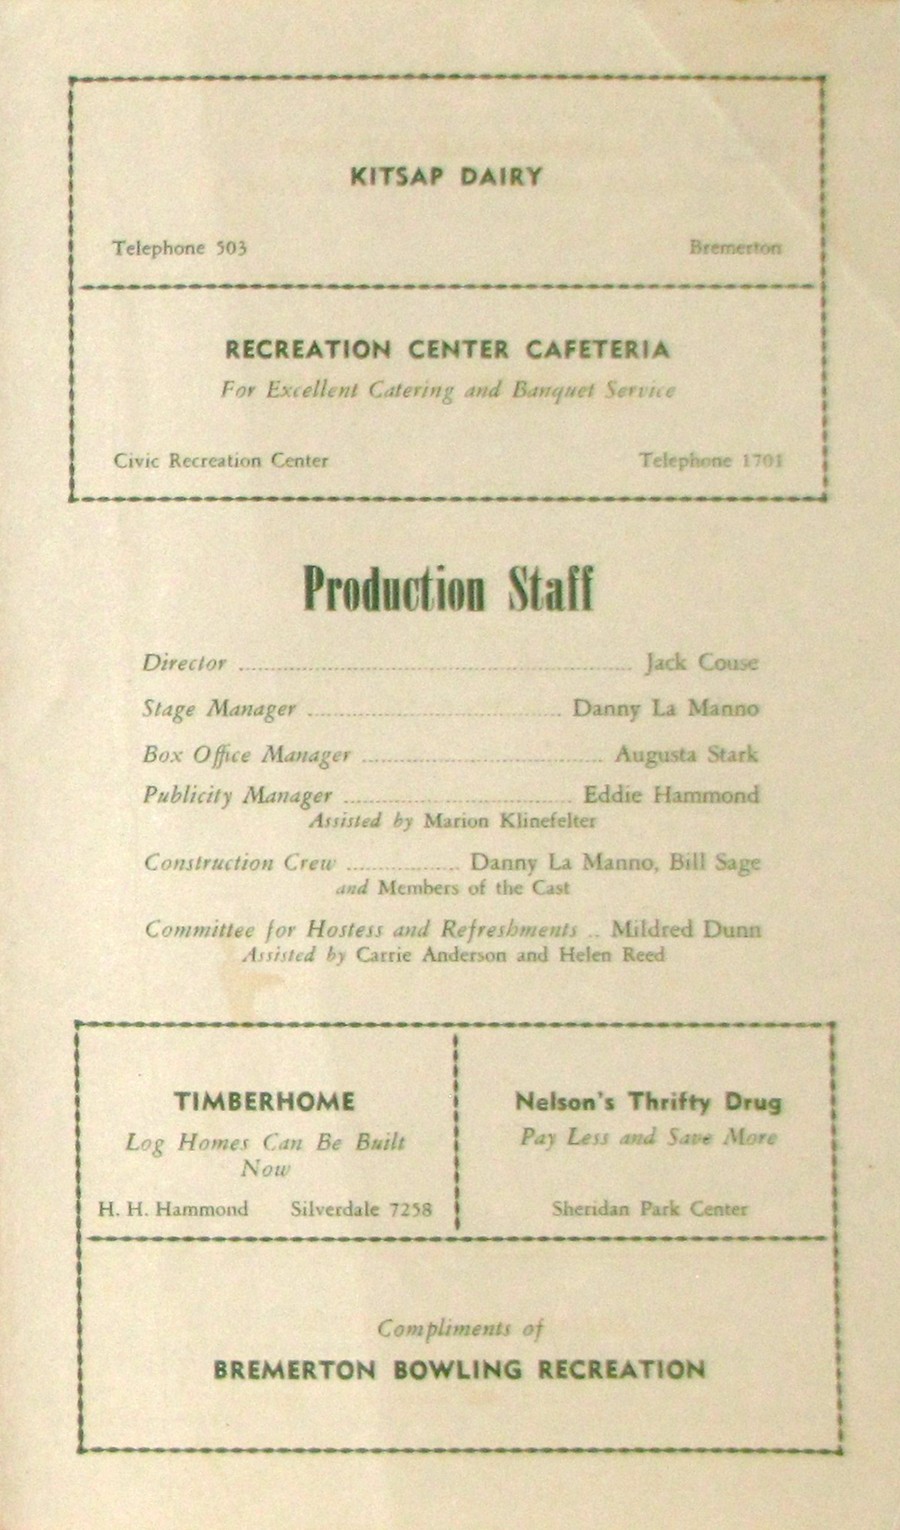 KITSAP DAIRY
Telephone 503 Bremerton
RECREATION CENTER CAFETERIA
For Excellent Catering and Banquet Service
Civic Recreation Center Telephone 1701
Production Staff
Director ........................................ Jack Couse
Stage Manager ........................................ Danny La Manno
Box Office Manager ........................................ Augusta Stark
Publicity Manager ........................................ Eddie Hammond
Assisted by Marion Klinefelter
Construction Crew .................... Danny La Manno, Bill Sage
and Members of the Cast
Committee for Hostess and Refreshments .. Mildred Dunn
Assisted by Carrie Anderson and Helen Reed
TIMBERHOME
Log Homes Can Be Built
Now
H. H. Hammond Silverdale 7258
Nelson's Thrifty Drug
Pay Less and Save More
Sheridan Park Center
Compliments of
BREMERTON BOWLING RECREATION